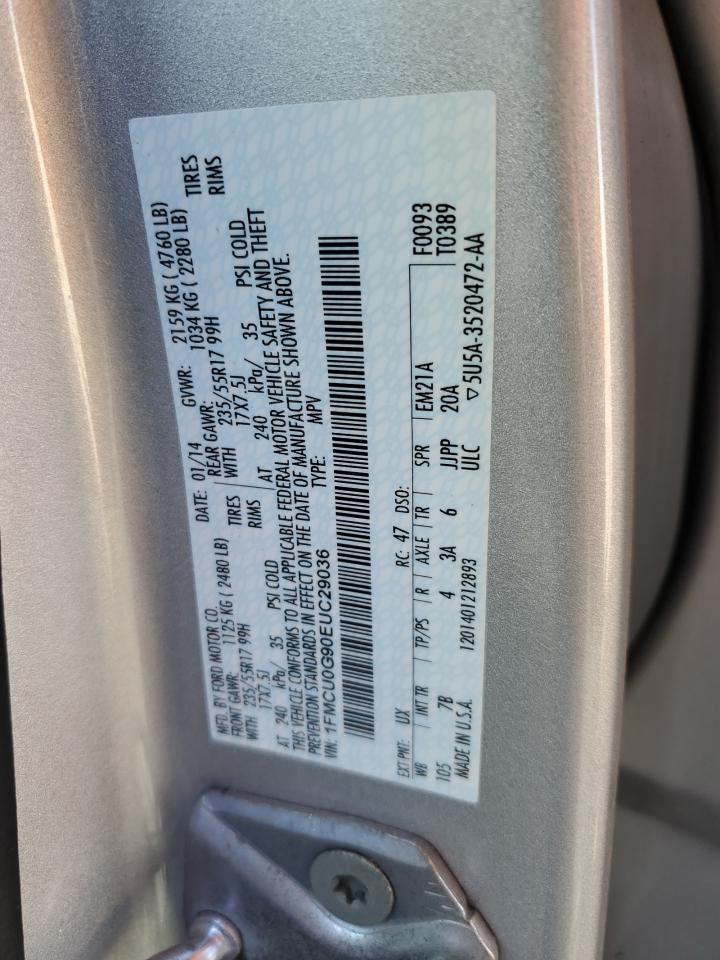 MFD. BY FORD MOTOR CO. DATE: 01/14 GVWR: 2159 KG ( 4760 LB)
FRONT GAWR: 1125 KG ( 2480 LB) REAR GAWR: 1034 KG ( 2280 LB)
WITH 235/55R17 99H TIRES WITH 235/55R17 99H TIRES
17X7.5J RIMS 17X7.5J RIMS
AT 240 kPa/ 35 PSI COLD AT 240 kPa/ 35 PSI COLD
THIS VEHICLE CONFORMS TO ALL APPLICABLE FEDERAL MOTOR VEHICLE SAFETY AND THEFT
PREVENTION STANDARDS IN EFFECT ON THE DATE OF MANUFACTURE SHOWN ABOVE.
VIN: 1FMCU0G90EUC29036 TYPE: MPV
EXT PNT: UX RC: 47 DSO: F0093
WB INT TR TP/PS R AXLE TR SPR EM21A T0389
105 7B 4 3A 6 JJPP 20A
MADE IN U.S.A. 1201401212893 ULC ▽5U5A-3520472-AA